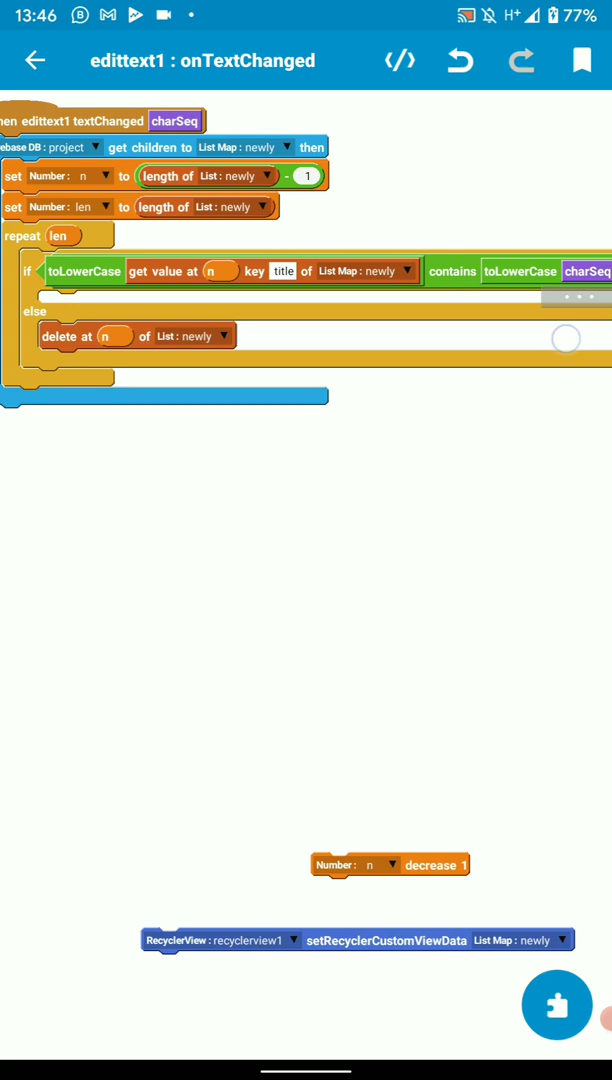 13:46 H+ 77%
edittext1 : onTextChanged </>
hen edittext1 textChanged charSeq
ebase DB : project get children to List Map : newly then
set Number : n to length of List : newly - 1
set Number : len to length of List : newly
repeat len
if toLowerCase get value at n key title of List Map : newly contains toLowerCase charSeq
else
delete at n of List : newly
Number : n decrease 1
RecyclerView : recyclerview1 setRecyclerCustomViewData List Map : newly